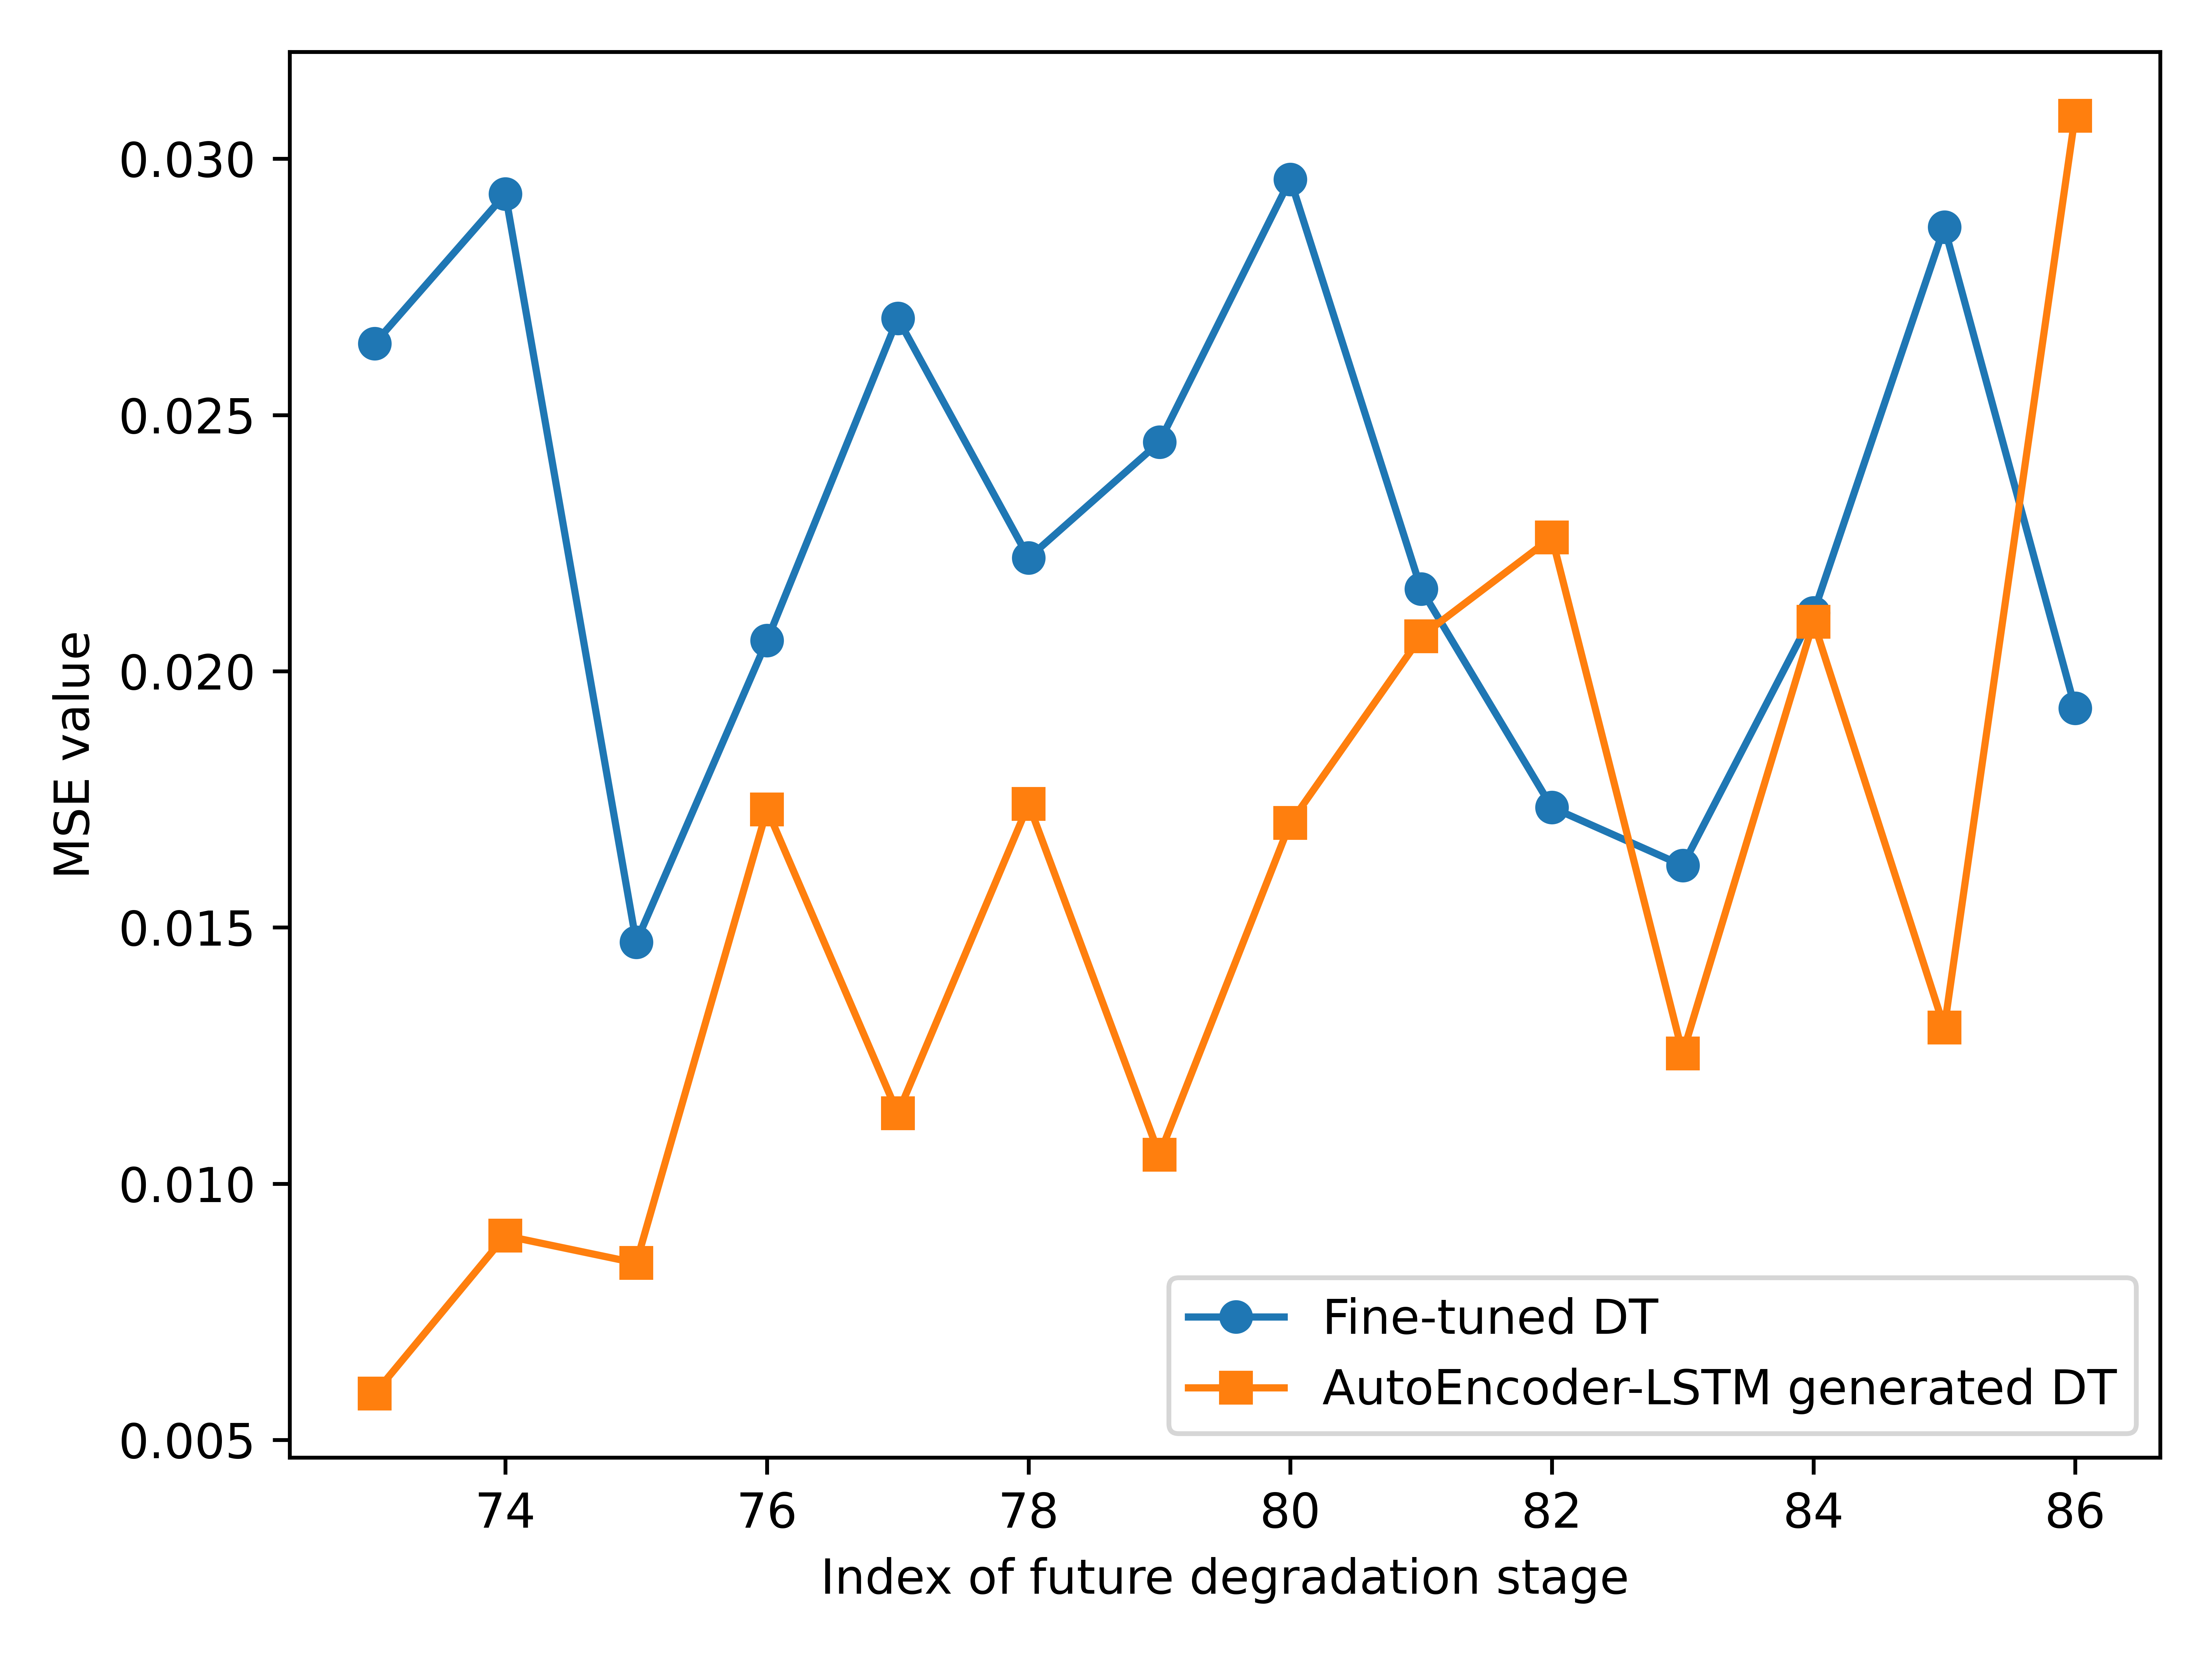 0.030
0.025
0.020
0.015
0.010
0.005
MSE value
74 76 78 80 82 84 86
Index of future degradation stage
Fine-tuned DT
AutoEncoder-LSTM generated DT